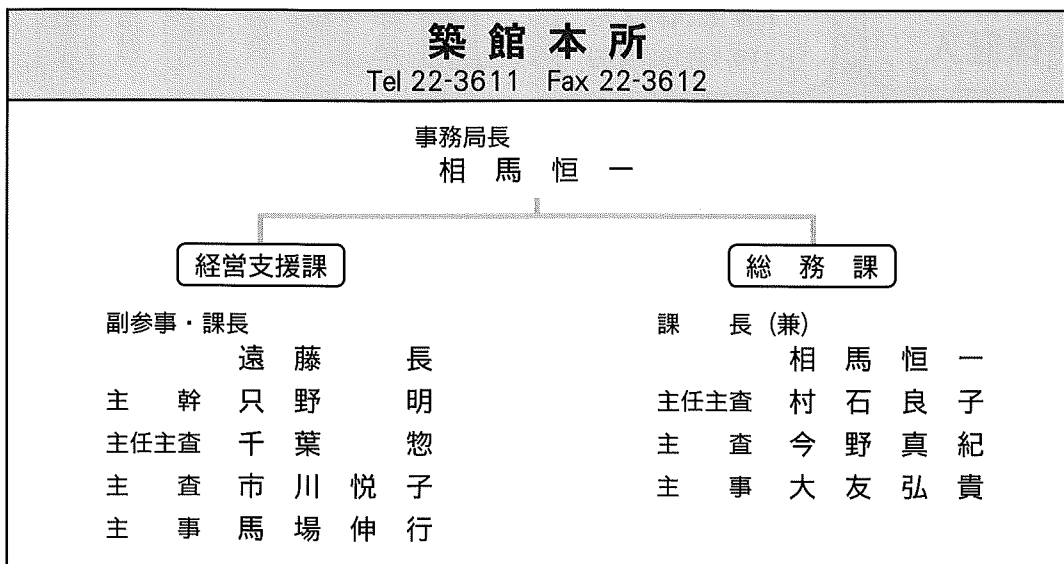 築館本所
Tel 22-3611 Fax 22-3612
事務局長
相馬恒一
経営支援課
副参事・課長
遠藤 長
主幹 只野 明
主任主査 千葉 惣
主査 市川悦子
主事 馬場伸行
総務課
課長(兼)
相馬恒一
主任主査 村石良子
主査 今野真紀
主事 大友弘貴